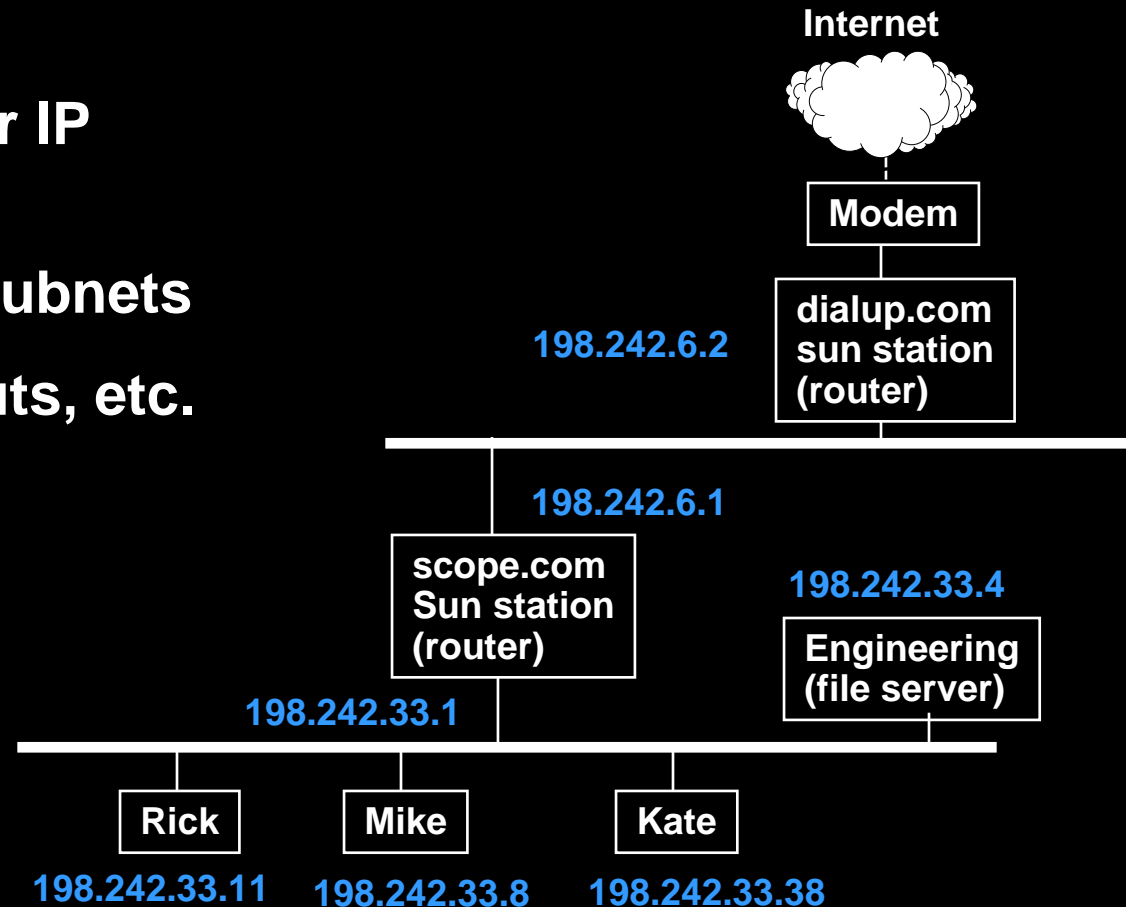 r IP
ubnets
uts, etc.
Internet
Modem
dialup.com
sun station
(router)
198.242.6.2
198.242.6.1
scope.com
Sun station
(router)
198.242.33.4
Engineering
(file server)
198.242.33.1
Rick
Mike
Kate
198.242.33.11
198.242.33.8
198.242.33.38